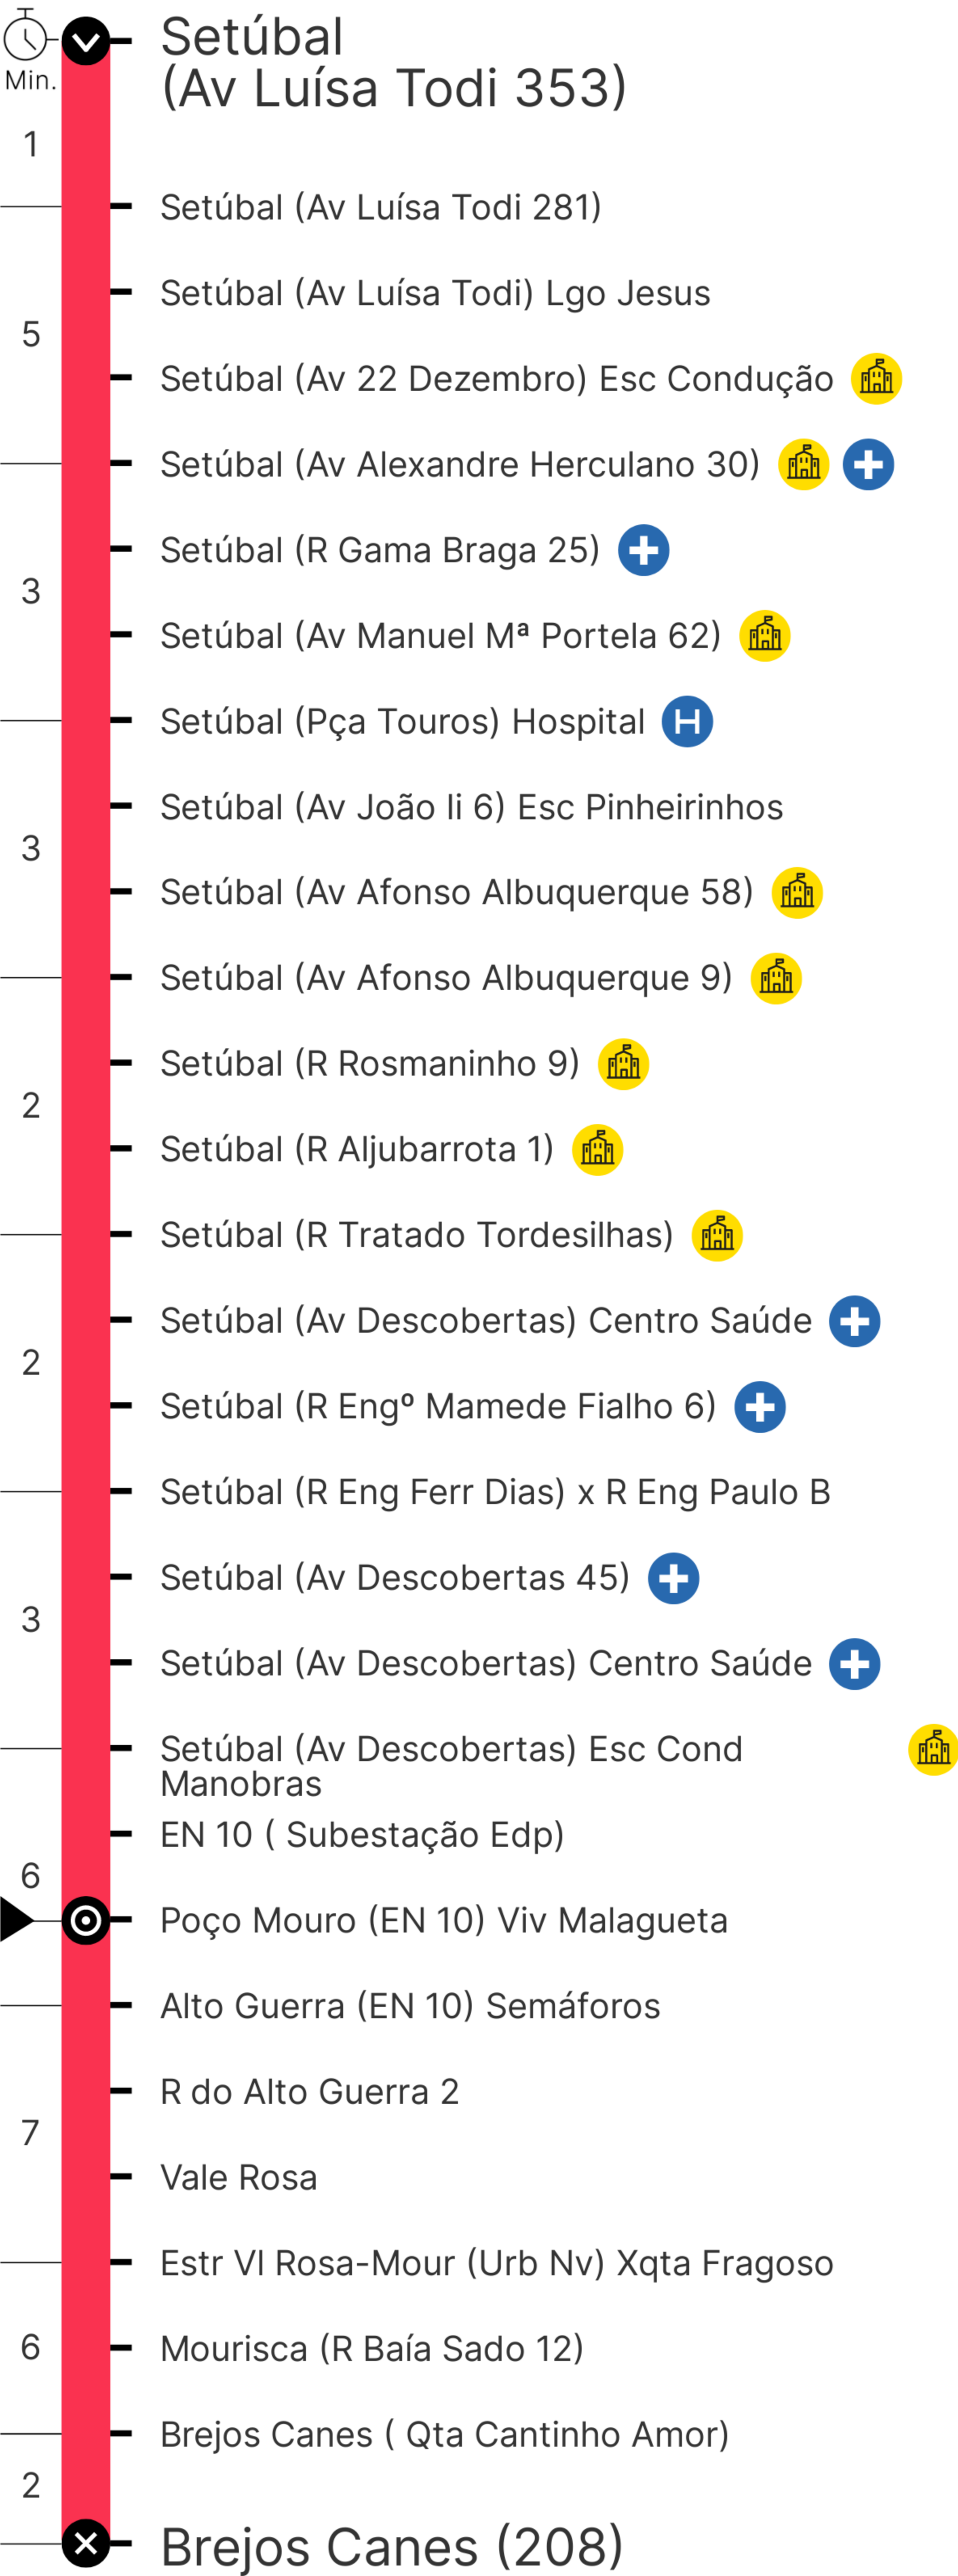 Setúbal
(Av Luísa Todi 353)
Min.
1
Setúbal (Av Luísa Todi 281)
Setúbal (Av Luísa Todi) Lgo Jesus
5
Setúbal (Av 22 Dezembro) Esc Condução
Setúbal (Av Alexandre Herculano 30)
Setúbal (R Gama Braga 25)
3
Setúbal (Av Manuel Mª Portela 62)
Setúbal (Pça Touros) Hospital H
Setúbal (Av João Ii 6) Esc Pinheirinhos
3
Setúbal (Av Afonso Albuquerque 58)
Setúbal (Av Afonso Albuquerque 9)
Setúbal (R Rosmaninho 9)
2
Setúbal (R Aljubarrota 1)
Setúbal (R Tratado Tordesilhas)
Setúbal (Av Descobertas) Centro Saúde
2
Setúbal (R Engº Mamede Fialho 6)
Setúbal (R Eng Ferr Dias) x R Eng Paulo B
Setúbal (Av Descobertas 45)
3
Setúbal (Av Descobertas) Centro Saúde
Setúbal (Av Descobertas) Esc Cond
Manobras
EN 10 ( Subestação Edp)
6
Poço Mouro (EN 10) Viv Malagueta
Alto Guerra (EN 10) Semáforos
R do Alto Guerra 2
7
Vale Rosa
Estr Vl Rosa-Mour (Urb Nv) Xqta Fragoso
6
Mourisca (R Baía Sado 12)
Brejos Canes ( Qta Cantinho Amor)
2
Brejos Canes (208)